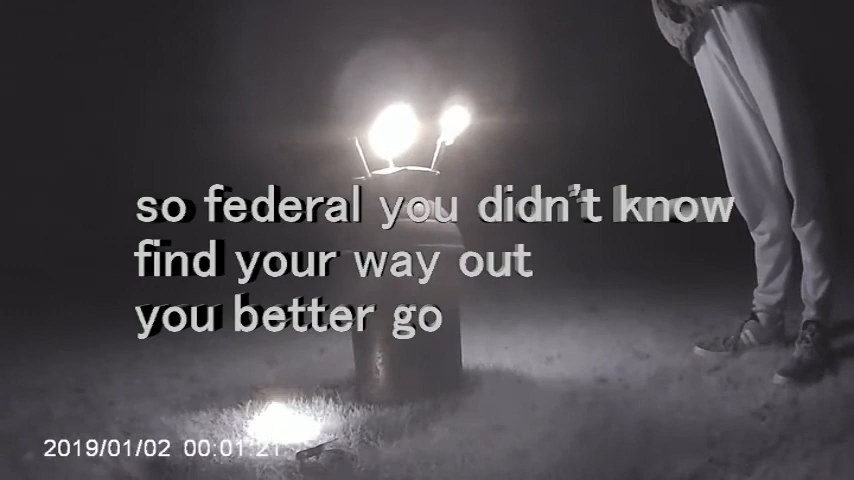 so federal you didn't know
find your way out
you better go
2019/01/02 00:01:21